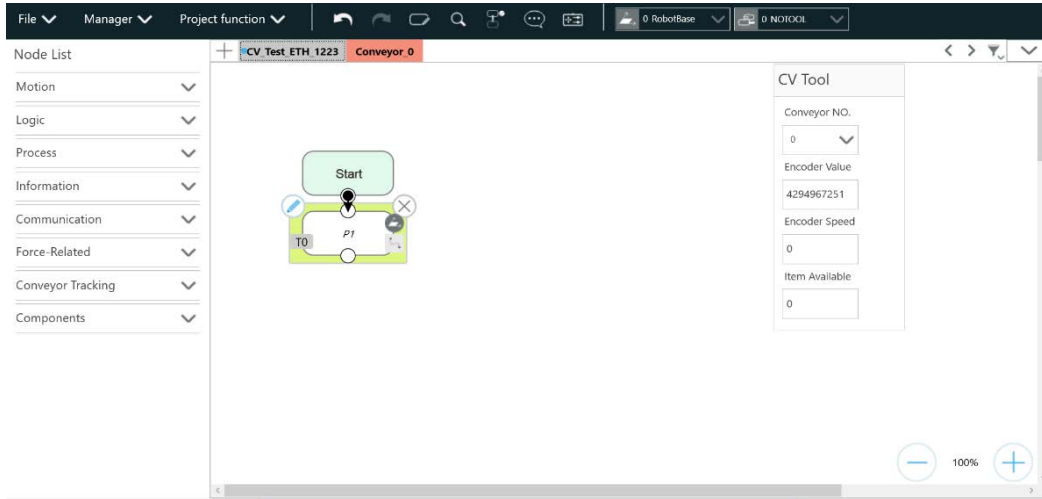 File Manager Project function 0 RobotBase 0 NOTOOL
Node List
CV_Test_ETH_1223 Conveyor_0
Motion
Logic
Process
Information
Communication
Force-Related
Conveyor Tracking
Components
Start
T0 P1
CV Tool
Conveyor NO.
0
Encoder Value
4294967251
Encoder Speed
0
Item Available
0
100%